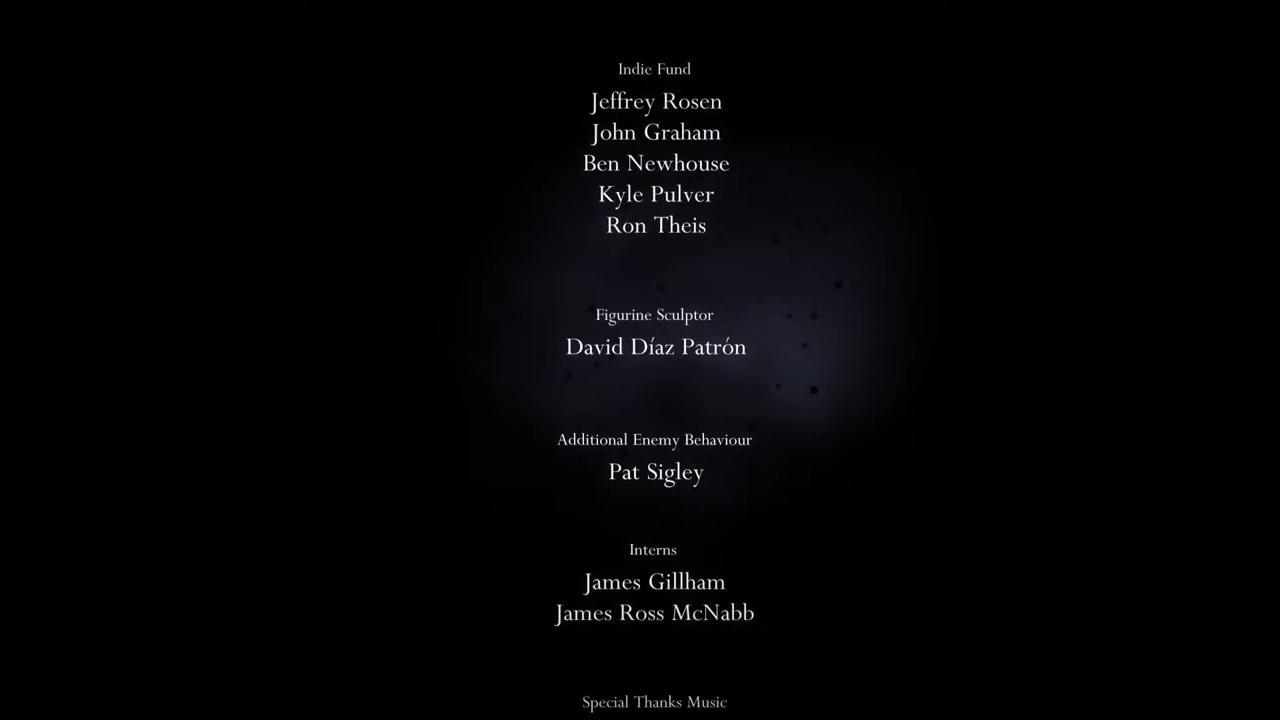 Indie Fund
Jeffrey Rosen
John Graham
Ben Newhouse
Kyle Pulver
Ron Theis
Figurine Sculptor
David Díaz Patrón
Additional Enemy Behaviour
Pat Sigley
Interns
James Gillham
James Ross McNabb
Special Thanks Music